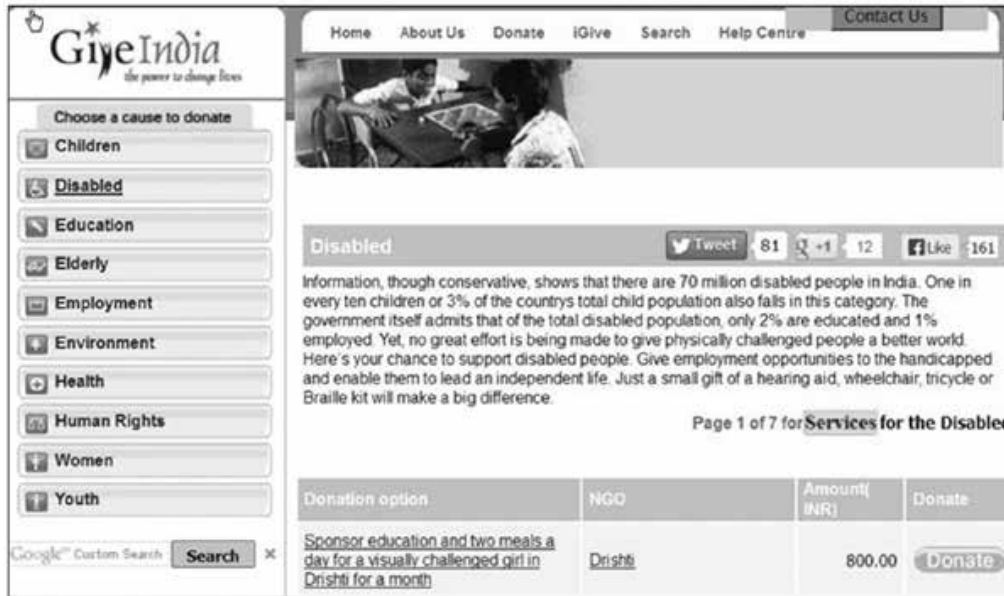 GiveIndia
the power to change lives
Home About Us Donate iGive Search Help Centre
Contact Us
Choose a cause to donate
Children
Disabled
Education
Elderly
Employment
Environment
Health
Human Rights
Women
Youth
Google™ Custom Search Search ×
Disabled
Tweet 81 +1 12 Like 161
Information, though conservative, shows that there are 70 million disabled people in India. One in
every ten children or 3% of the countrys total child population also falls in this category. The
government itself admits that of the total disabled population, only 2% are educated and 1%
employed. Yet, no great effort is being made to give physically challenged people a better world.
Here´s your chance to support disabled people. Give employment opportunities to the handicapped
and enable them to lead an independent life. Just a small gift of a hearing aid, wheelchair, tricycle or
Braille kit will make a big difference.
Page 1 of 7 for Services for the Disabled
Donation option NGO Amount( Donate
INR)
Sponsor education and two meals a
day for a visually challenged girl in Drishti 800.00 Donate
Drishti for a month